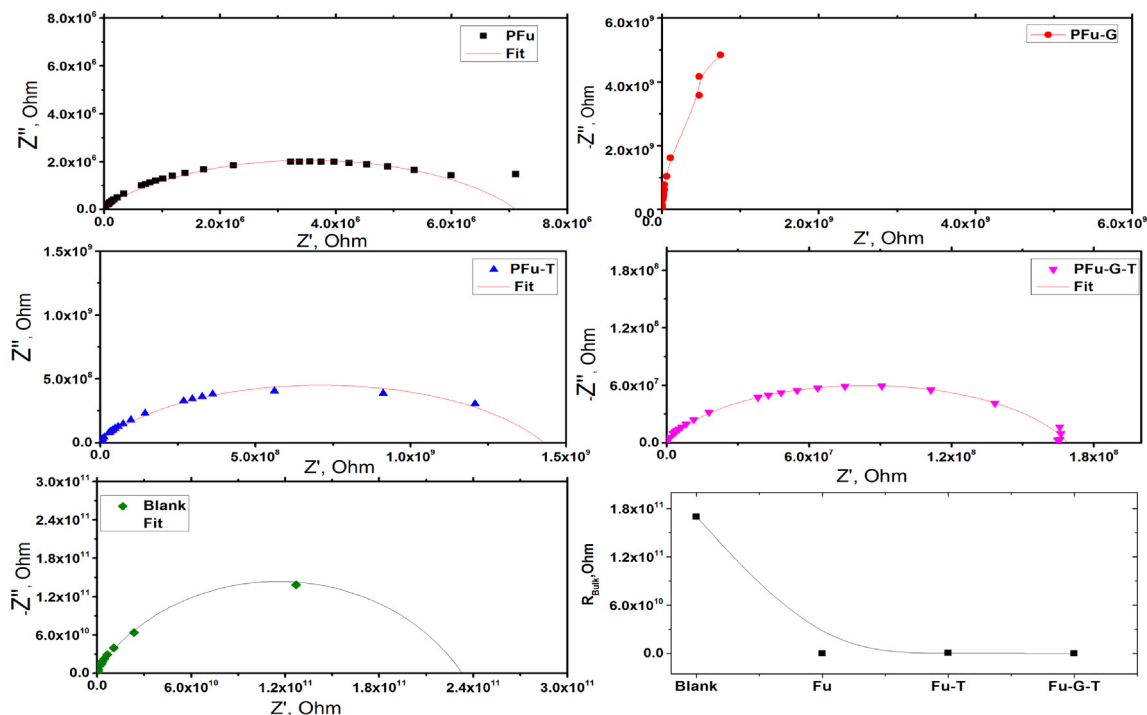 8.0x10⁶
6.0x10⁶
4.0x10⁶
2.0x10⁶
0.0
Z'', Ohm
PFu
Fit
0.0 2.0x10⁶ 4.0x10⁶ 6.0x10⁶ 8.0x10⁶
Z', Ohm
6.0x10⁹
4.0x10⁹
2.0x10⁹
0.0
-Z'', Ohm
PFu-G
0.0 2.0x10⁹ 4.0x10⁹ 6.0x10⁹
Z', Ohm
1.5x10⁹
1.0x10⁹
5.0x10⁸
0.0
Z'', Ohm
PFu-T
Fit
0.0 5.0x10⁸ 1.0x10⁹ 1.5x10⁹
Z', Ohm
1.8x10⁸
1.2x10⁸
6.0x10⁷
0.0
-Z'', Ohm
PFu-G-T
Fit
0.0 6.0x10⁷ 1.2x10⁸ 1.8x10⁸
Z', Ohm
3.0x10¹¹
2.4x10¹¹
1.8x10¹¹
1.2x10¹¹
6.0x10¹⁰
0.0
-Z'', Ohm
Blank
Fit
0.0 6.0x10¹⁰ 1.2x10¹¹ 1.8x10¹¹ 2.4x10¹¹ 3.0x10¹¹
Z', Ohm
1.8x10¹¹
1.2x10¹¹
6.0x10¹⁰
0.0
R_Bulk, Ohm
Blank Fu Fu-T Fu-G-T